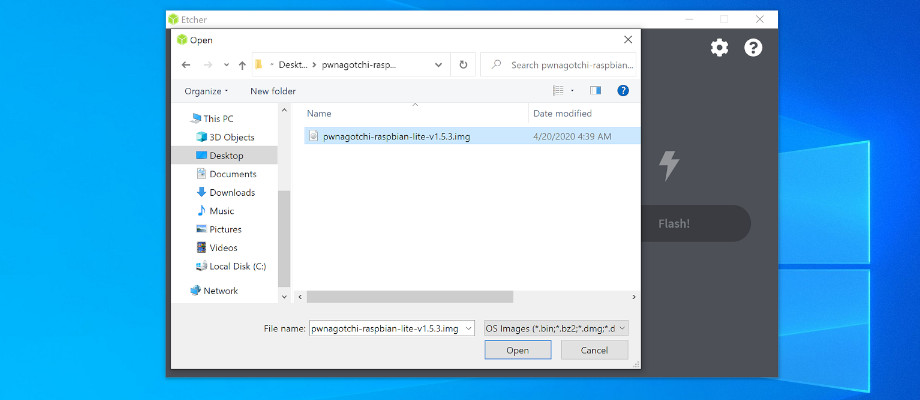 Etcher
Open
Deskt... pwnagotchi-rasp...
Search pwnagotchi-raspbian...
Organize New folder
Name Date modified
This PC
pwnagotchi-raspbian-lite-v1.5.3.img 4/20/2020 4:39 AM
3D Objects
Desktop
Documents
Downloads
Music
Pictures
Videos
Local Disk (C:)
Network
Flash!
File name: pwnagotchi-raspbian-lite-v1.5.3.img OS Images (*.bin;*.bz2;*.dmg;*.d
Open Cancel